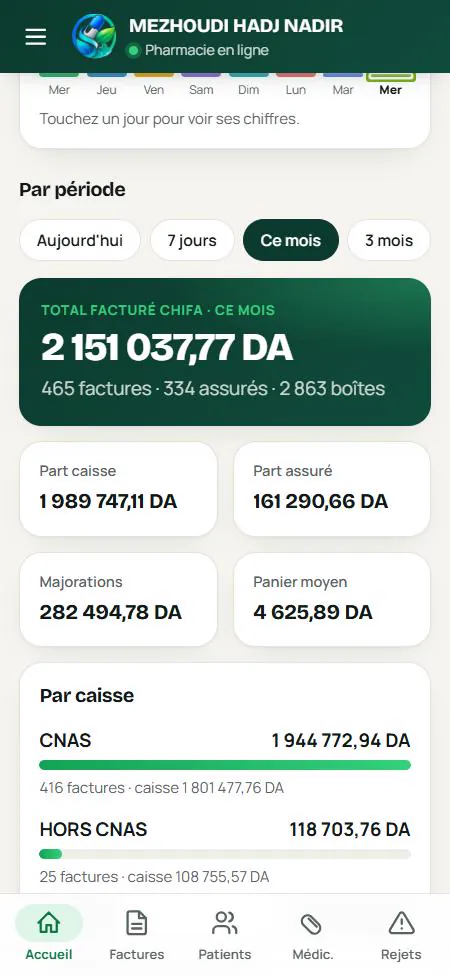 MEZHOUDI HADJ NADIR
Pharmacie en ligne
Mer Jeu Ven Sam Dim Lun Mar Mer
Touchez un jour pour voir ses chiffres.
Par période
Aujourd'hui 7 jours Ce mois 3 mois
TOTAL FACTURÉ CHIFA · CE MOIS
2 151 037,77 DA
465 factures · 334 assurés · 2 863 boîtes
Part caisse
1 989 747,11 DA
Part assuré
161 290,66 DA
Majorations
282 494,78 DA
Panier moyen
4 625,89 DA
Par caisse
CNAS 1 944 772,94 DA
416 factures · caisse 1 801 477,76 DA
HORS CNAS 118 703,76 DA
25 factures · caisse 108 755,57 DA
Accueil Factures Patients Médic. Rejets